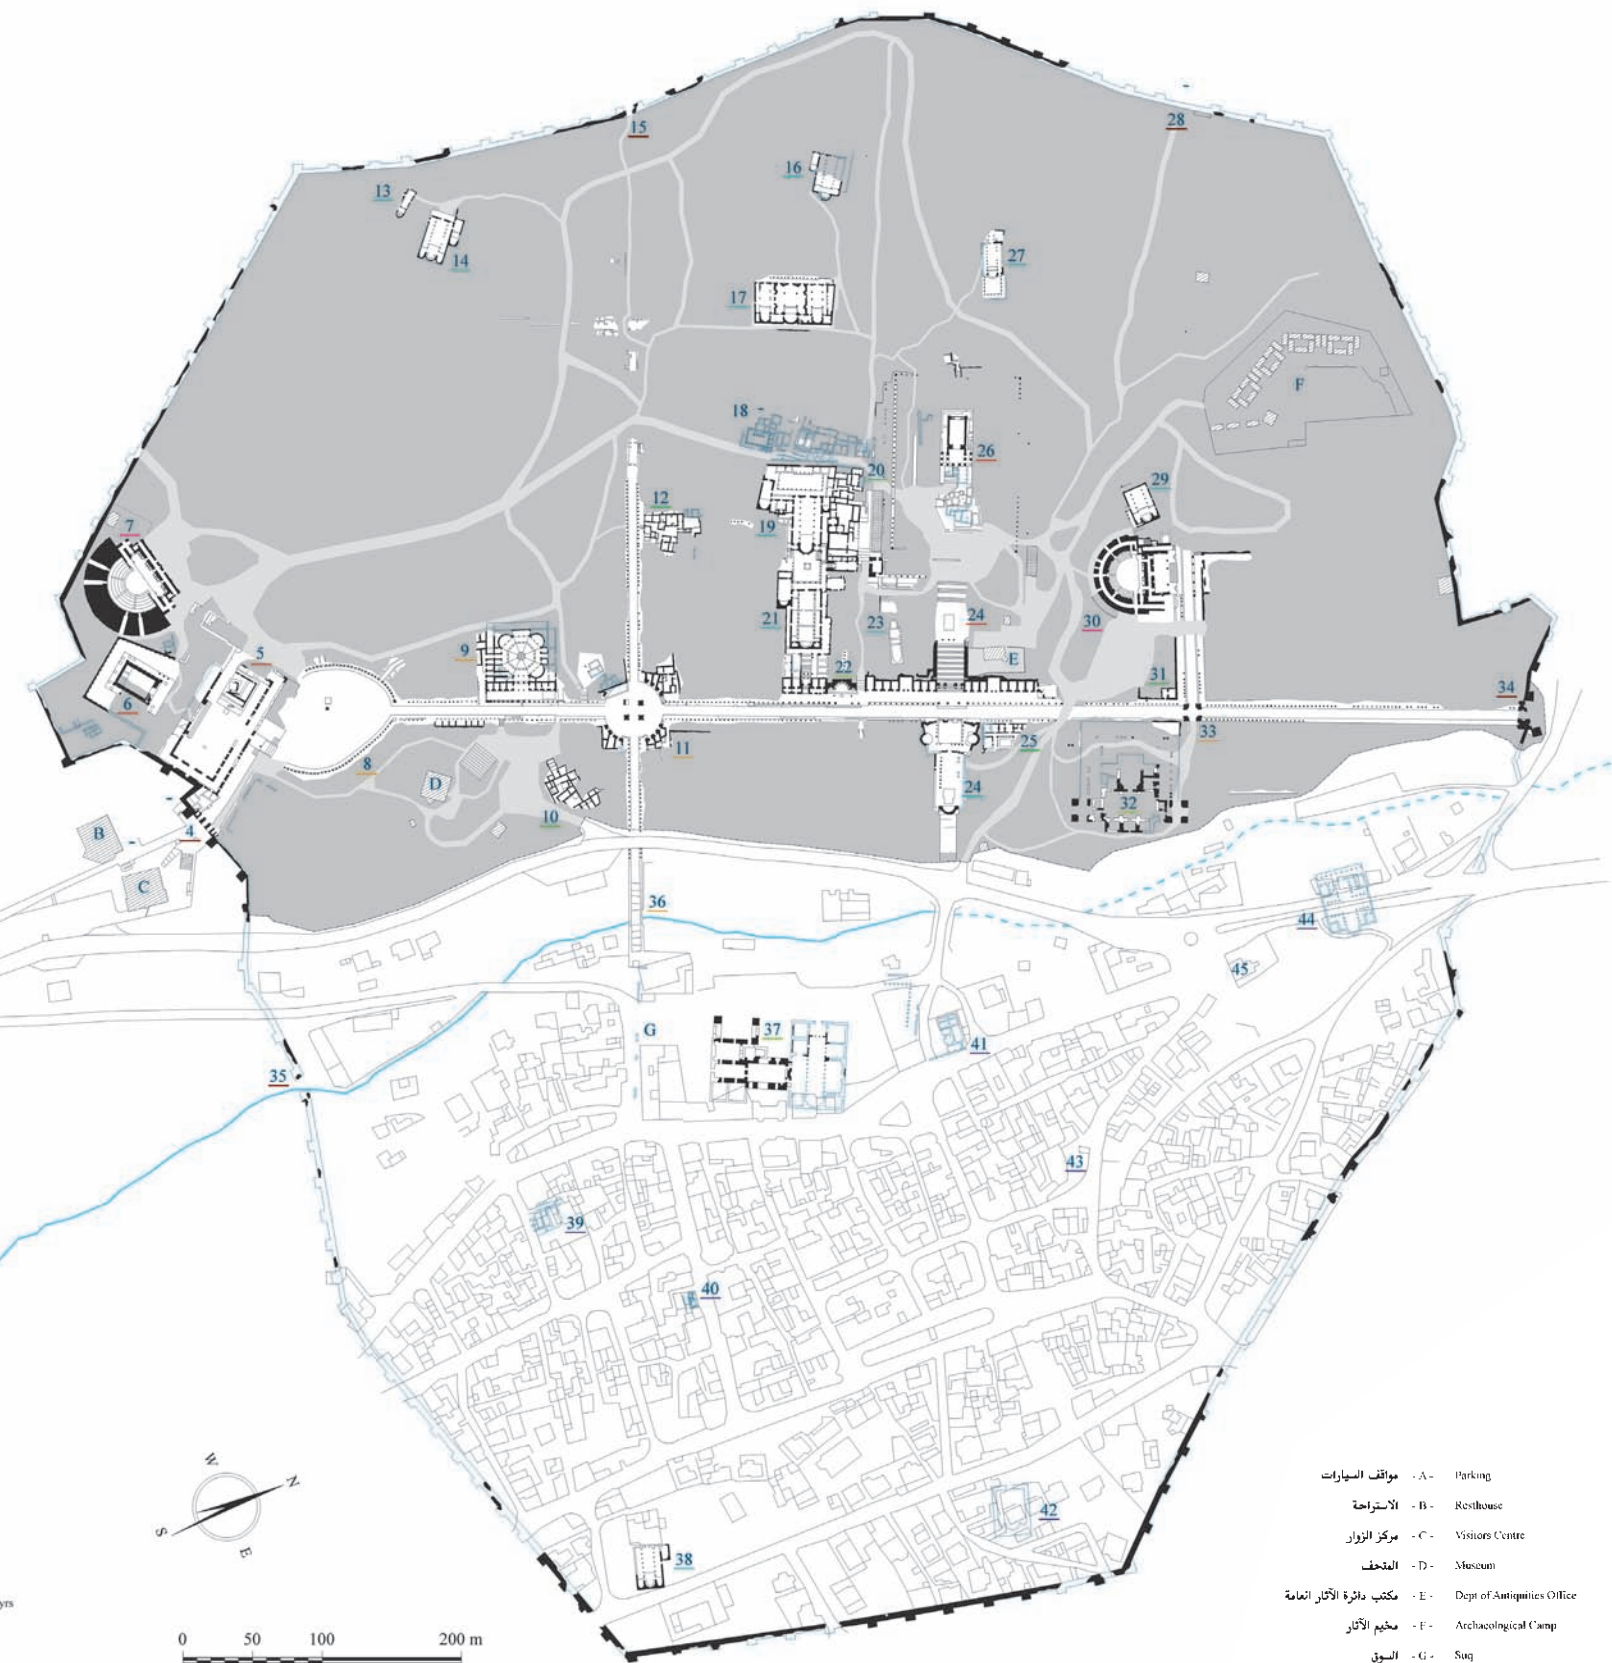 15
28
16
13
14
27
17
F
18
26
20
29
12
19
7
21
23
24
30
9
5
22
E
31
6
34
33
11
25
8
D
24
32
10
B
4
C
36
44
45
G
37
41
35
43
39
40
W
N
S
E
42
38
yrs
0 50 100 200 m
مواقف السيارات - A - Parking
الاستراحة - B - Resthouse
مركز الزوار - C - Visitors Centre
المتحف - D - Museum
مكتب دائرة الآثار العامة - E - Dept of Antiquities Office
مخيم الآثار - F - Archaeological Camp
السوق - G - Suq